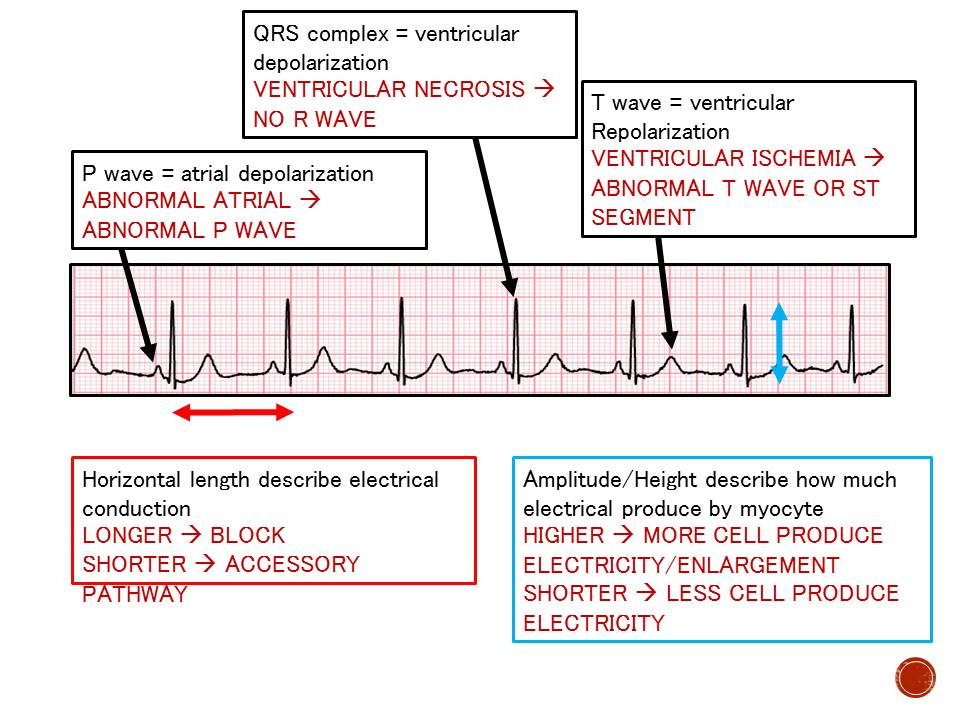 QRS complex = ventricular
depolarization
VENTRICULAR NECROSIS →
NO R WAVE
T wave = ventricular
Repolarization
VENTRICULAR ISCHEMIA →
ABNORMAL T WAVE OR ST
SEGMENT
P wave = atrial depolarization
ABNORMAL ATRIAL →
ABNORMAL P WAVE
Horizontal length describe electrical
conduction
LONGER → BLOCK
SHORTER → ACCESSORY
PATHWAY
Amplitude/Height describe how much
electrical produce by myocyte
HIGHER → MORE CELL PRODUCE
ELECTRICITY/ENLARGEMENT
SHORTER → LESS CELL PRODUCE
ELECTRICITY